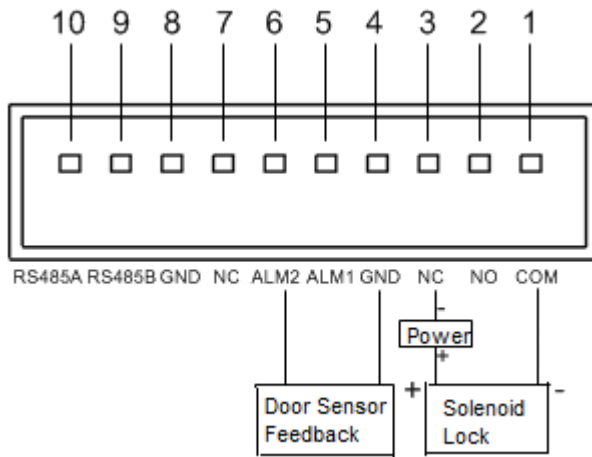 10 9 8 7 6 5 4 3 2 1
RS485A RS485B GND NC ALM2 ALM1 GND NC NO COM
-
Power
+
+ -
Door Sensor
Feedback
Solenoid
Lock